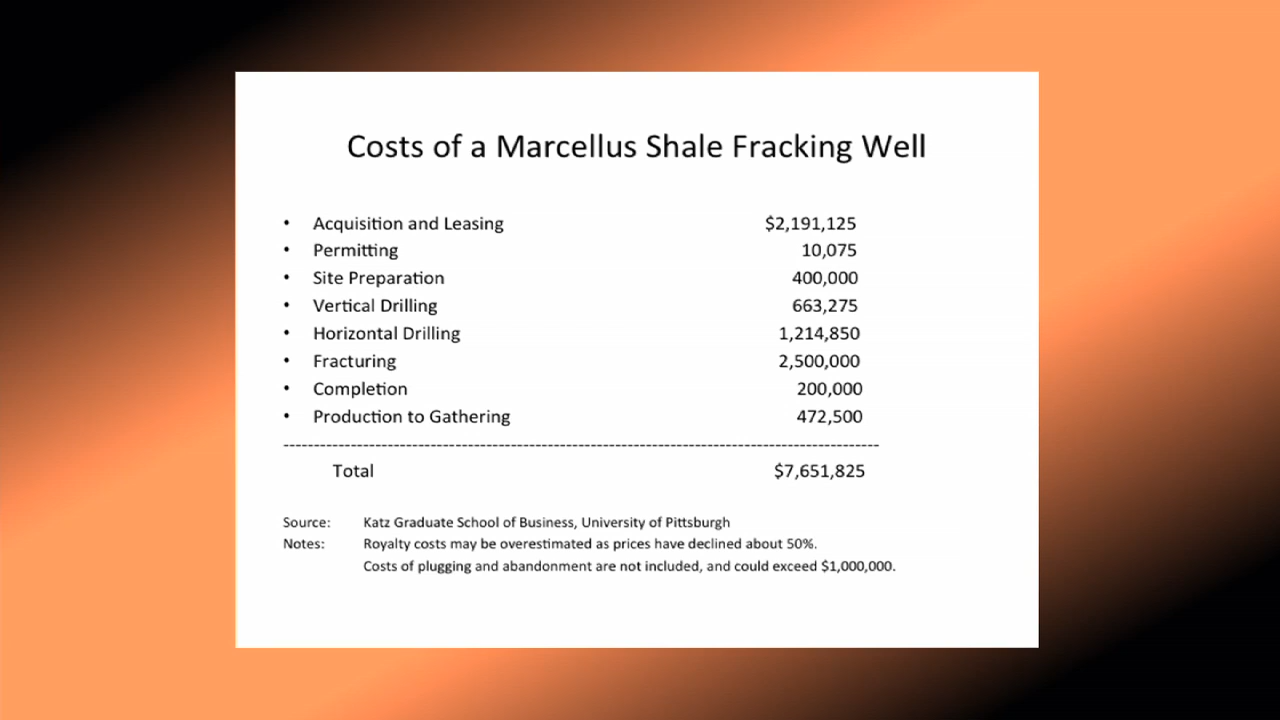 Costs of a Marcellus Shale Fracking Well
• Acquisition and Leasing $2,191,125
• Permitting 10,075
• Site Preparation 400,000
• Vertical Drilling 663,275
• Horizontal Drilling 1,214,850
• Fracturing 2,500,000
• Completion 200,000
• Production to Gathering 472,500
----------------------------------------------------------------------------------------------------
Total $7,651,825
Source: Katz Graduate School of Business, University of Pittsburgh
Notes: Royalty costs may be overestimated as prices have declined about 50%.
Costs of plugging and abandonment are not included, and could exceed $1,000,000.